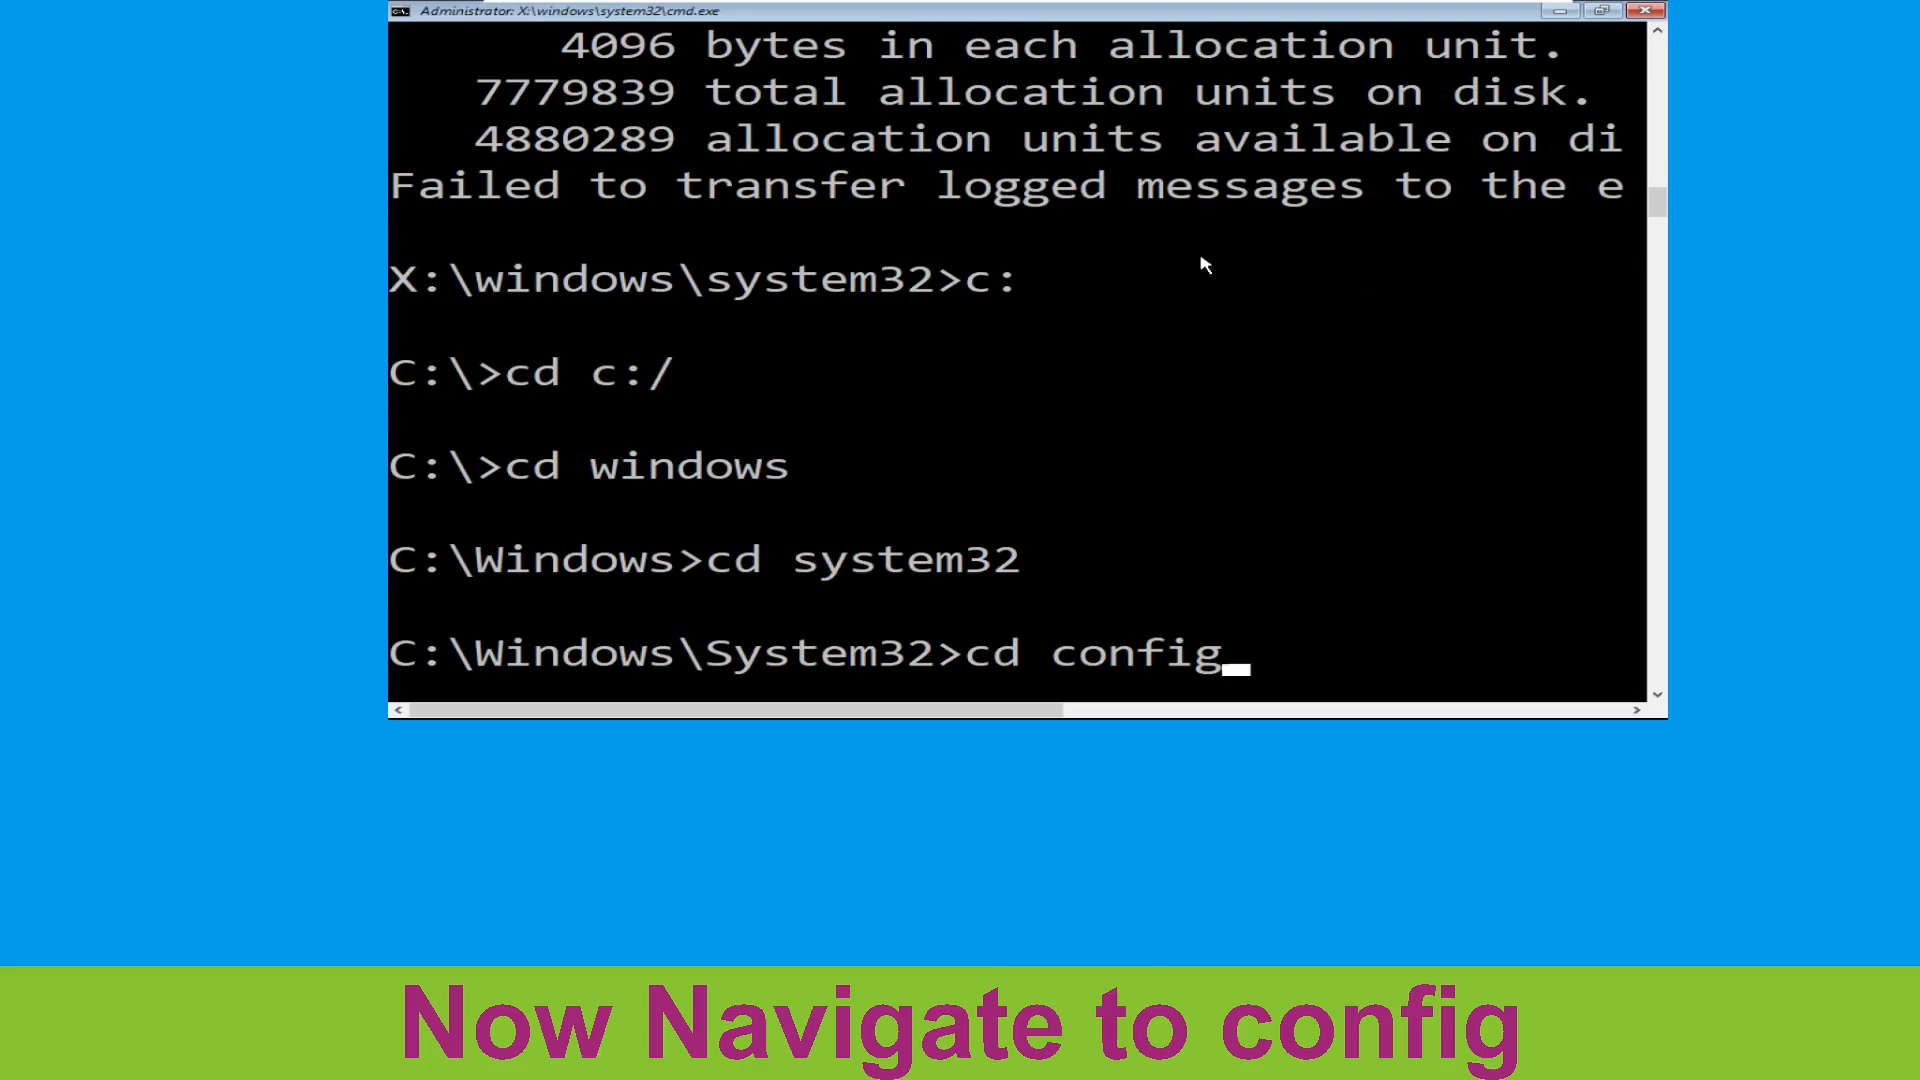 Administrator: X:\windows\system32\cmd.exe
4096 bytes in each allocation unit.
7779839 total allocation units on disk.
4880289 allocation units available on di
Failed to transfer logged messages to the e
X:\windows\system32>c:
C:\>cd c:/
C:\>cd windows
C:\Windows>cd system32
C:\Windows\System32>cd config
Now Navigate to config